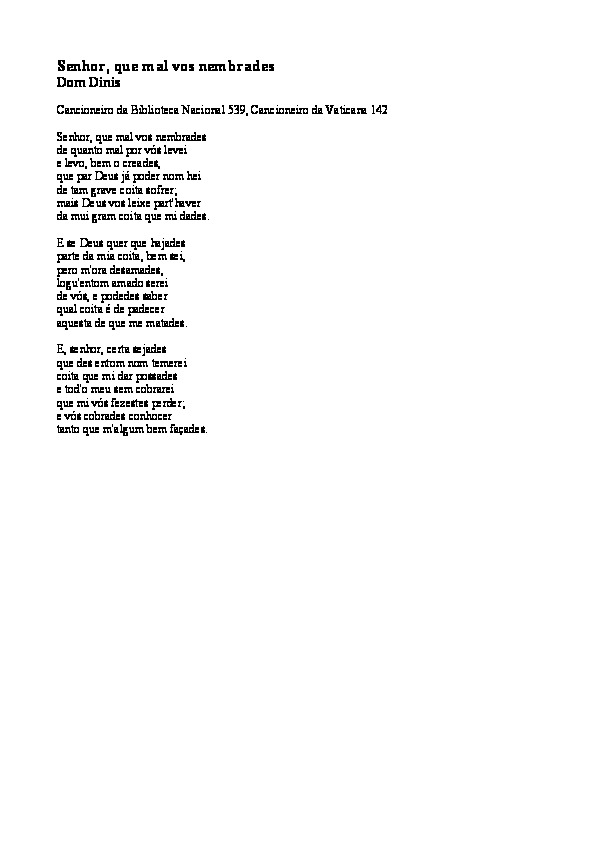 Senhor, que mal vos nembrades
Dom Dinis
Cancioneiro da Biblioteca Nacional 539, Cancioneiro da Vaticana 142
Senhor, que mal vos nembrades
de quanto mal por vós levei
e levo, bem o creades,
que par Deus já poder nom hei
de tam grave coita sofrer;
mais Deus vos leixe part'haver
da mui gram coita que mi dades.
E se Deus quer que hajades
parte da mia coita, bem sei,
pero m'ora desamades,
logu'entom amado serei
de vós, e podedes saber
qual coita é de padecer
aquesta de que me matades.
E, senhor, certa sejades
que des entom nom temerei
coita que mi dar possades
e tod'o meu sem cobrarei
que mi vós fezestes perder;
e vós cobrades conhocer
tanto que m'algum bem façades.